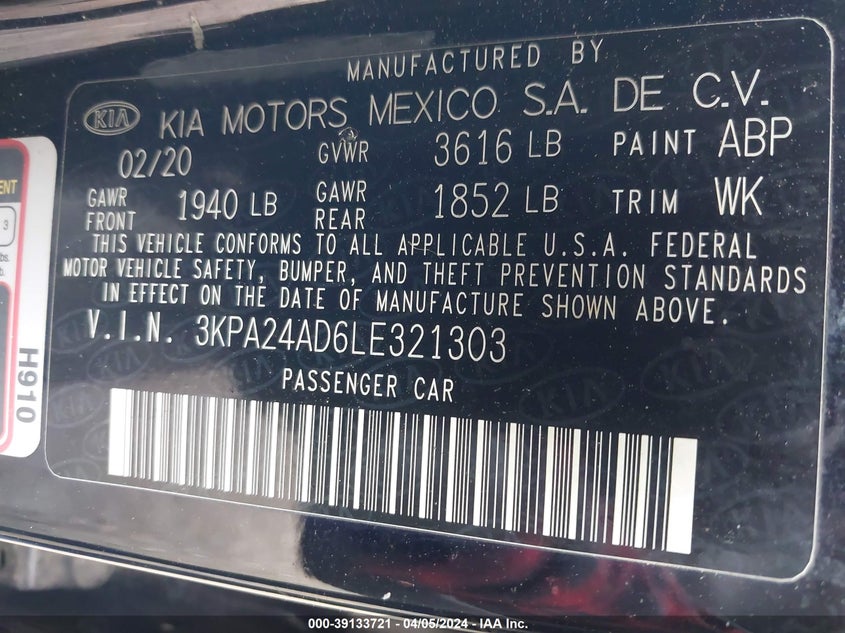 MANUFACTURED BY
KIA KIA MOTORS MEXICO S.A. DE C.V.
02/20 GVWR 3616 LB PAINT ABP
GAWR FRONT 1940 LB GAWR REAR 1852 LB TRIM WK
THIS VEHICLE CONFORMS TO ALL APPLICABLE U.S.A. FEDERAL
MOTOR VEHICLE SAFETY, BUMPER, AND THEFT PREVENTION STANDARDS
IN EFFECT ON THE DATE OF MANUFACTURE SHOWN ABOVE.
V.I.N. 3KPA24AD6LE321303
PASSENGER CAR
H910
3
000-39133721 - 04/05/2024 - IAA Inc.